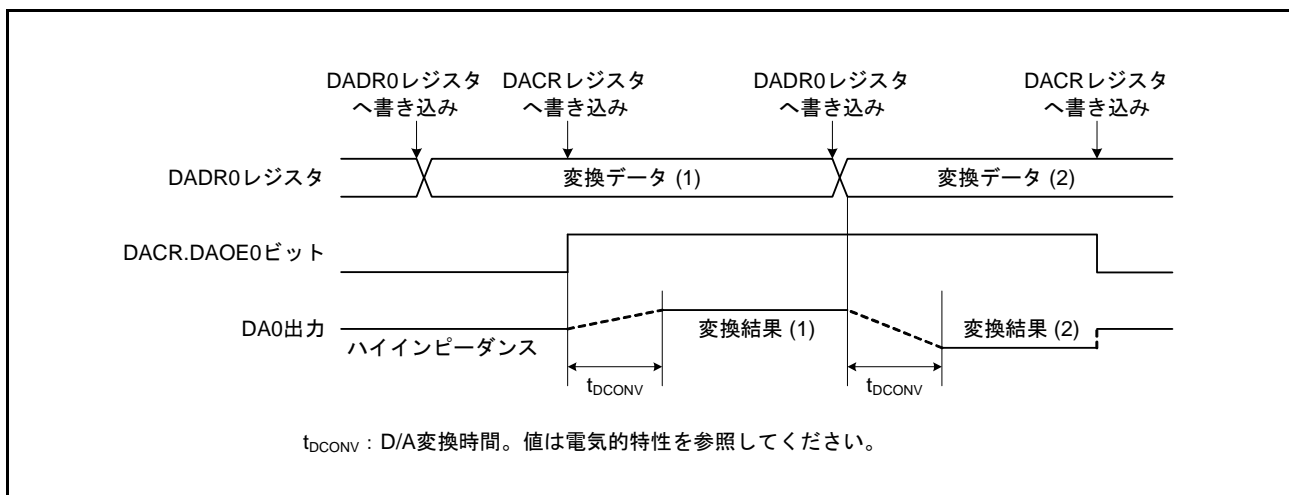 DADR0レジスタ
へ書き込み
DACRレジスタ
へ書き込み
DADR0レジスタ
へ書き込み
DACRレジスタ
へ書き込み
DADR0レジスタ
変換データ (1)
変換データ (2)
DACR.DAOE0ビット
DA0出力
ハイインピーダンス
変換結果 (1)
変換結果 (2)
tDCONV
tDCONV
tDCONV：D/A変換時間。値は電気的特性を参照してください。